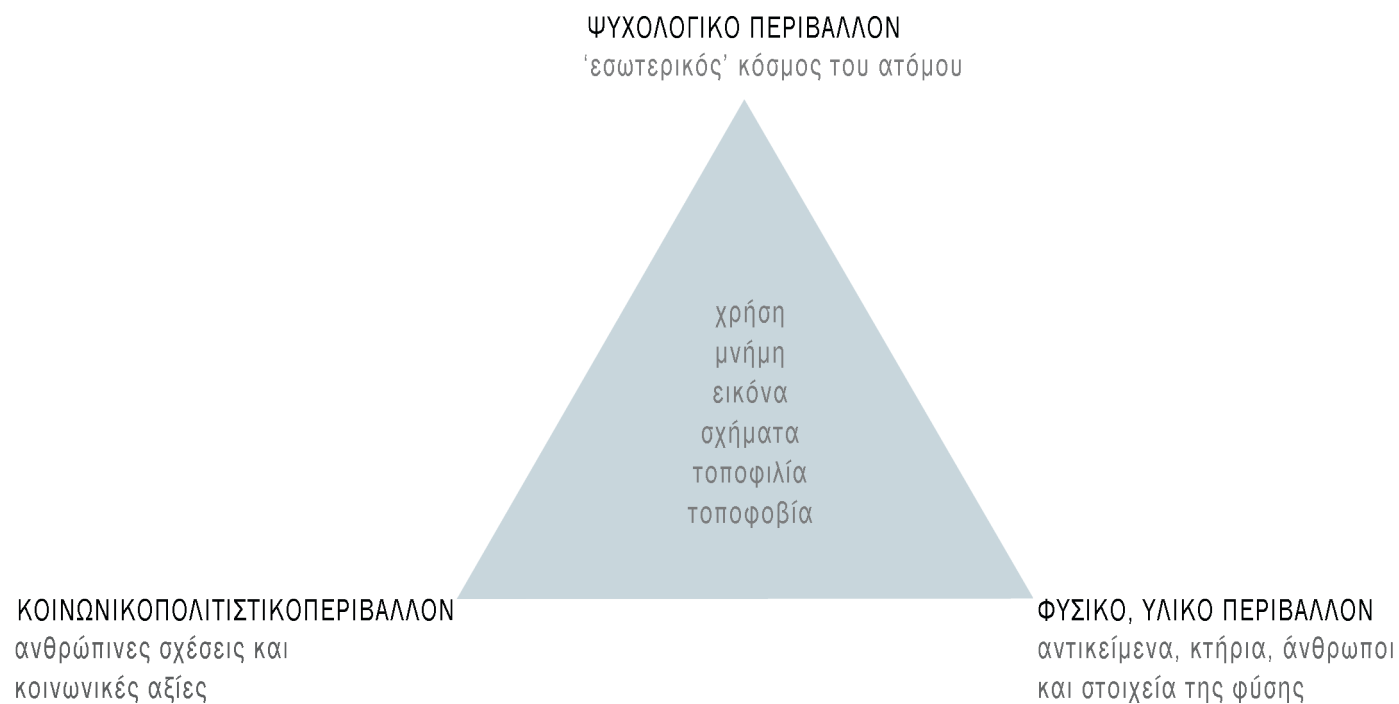 ΨΥΧΟΛΟΓΙΚΟ ΠΕΡΙΒΑΛΛΟΝ
‘εσωτερικός’ κόσμος του ατόμου
χρήση
μνήμη
εικόνα
σχήματα
τοποφιλία
τοποφοβία
ΚΟΙΝΩΝΙΚΟΠΟΛΙΤΙΣΤΙΚΟΠΕΡΙΒΑΛΛΟΝ
ανθρώπινες σχέσεις και
κοινωνικές αξίες
ΦΥΣΙΚΟ, ΥΛΙΚΟ ΠΕΡΙΒΑΛΛΟΝ
αντικείμενα, κτήρια, άνθρωποι
και στοιχεία της φύσης